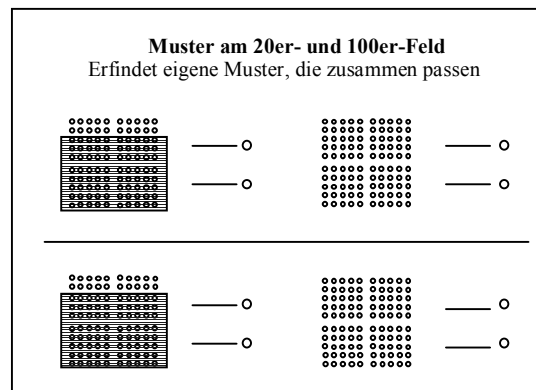 Muster am 20er- und 100er-Feld
Erfindet eigene Muster, die zusammen passen